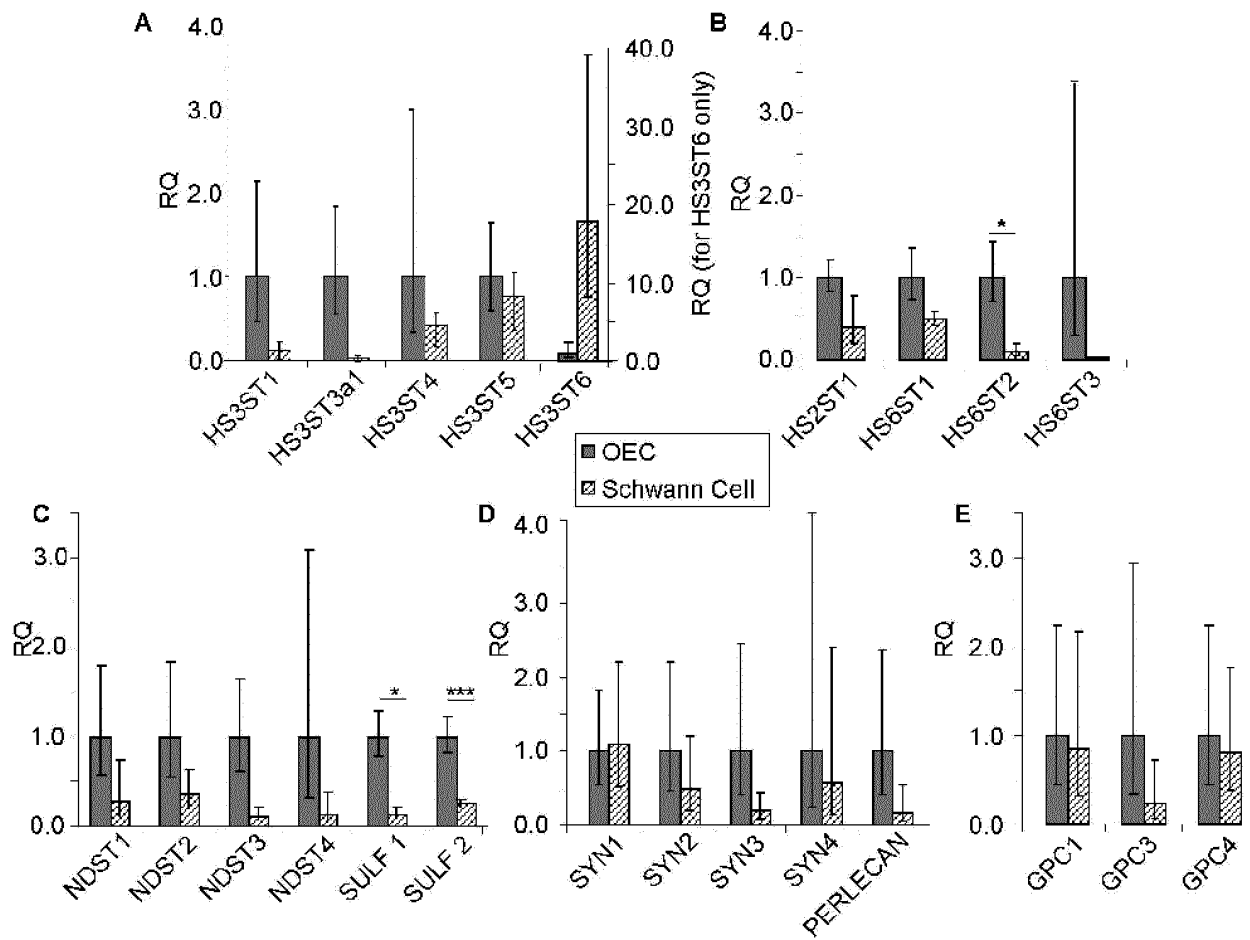 A
RQ
4.0
3.0
2.0
1.0
0.0
40.0
30.0
20.0
10.0
0.0
RQ (for HS3ST6 only)
HS3ST1
HS3ST3a1
HS3ST4
HS3ST5
HS3ST6
B
RQ
4.0
3.0
2.0
1.0
0.0
*
HS2ST1
HS6ST1
HS6ST2
HS6ST3
OEC
Schwann Cell
C
RQ
3.0
2.0
1.0
0.0
*
***
NDST1
NDST2
NDST3
NDST4
SULF 1
SULF 2
D
RQ
4.0
3.0
2.0
1.0
0.0
SYN1
SYN2
SYN3
SYN4
PERLECAN
E
RQ
3.0
2.0
1.0
0.0
GPC1
GPC3
GPC4